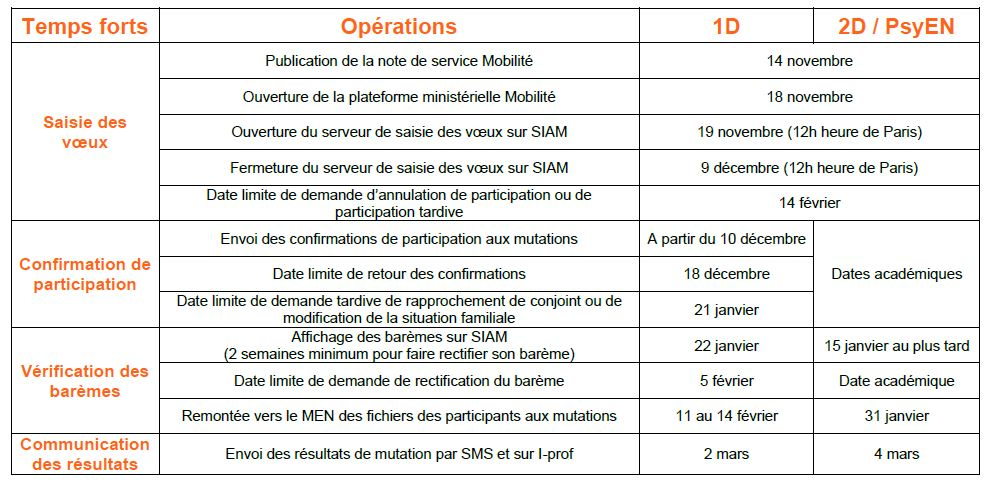 Temps forts Opérations 1D 2D / PsyEN
Saisie des
vœux
Publication de la note de service Mobilité 14 novembre
Ouverture de la plateforme ministérielle Mobilité 18 novembre
Ouverture du serveur de saisie des vœux sur SIAM 19 novembre (12h heure de Paris)
Fermeture du serveur de saisie des vœux sur SIAM 9 décembre (12h heure de Paris)
Date limite de demande d’annulation de participation ou de
participation tardive
14 février
Confirmation de
participation
Envoi des confirmations de participation aux mutations A partir du 10 décembre
Date limite de retour des confirmations 18 décembre
Date limite de demande tardive de rapprochement de conjoint ou de
modification de la situation familiale
21 janvier
Dates académiques
Vérification des
barèmes
Affichage des barèmes sur SIAM
(2 semaines minimum pour faire rectifier son barème)
22 janvier 15 janvier au plus tard
Date limite de demande de rectification du barème 5 février Date académique
Remontée vers le MEN des fichiers des participants aux mutations 11 au 14 février 31 janvier
Communication
des résultats
Envoi des résultats de mutation par SMS et sur I-prof 2 mars 4 mars